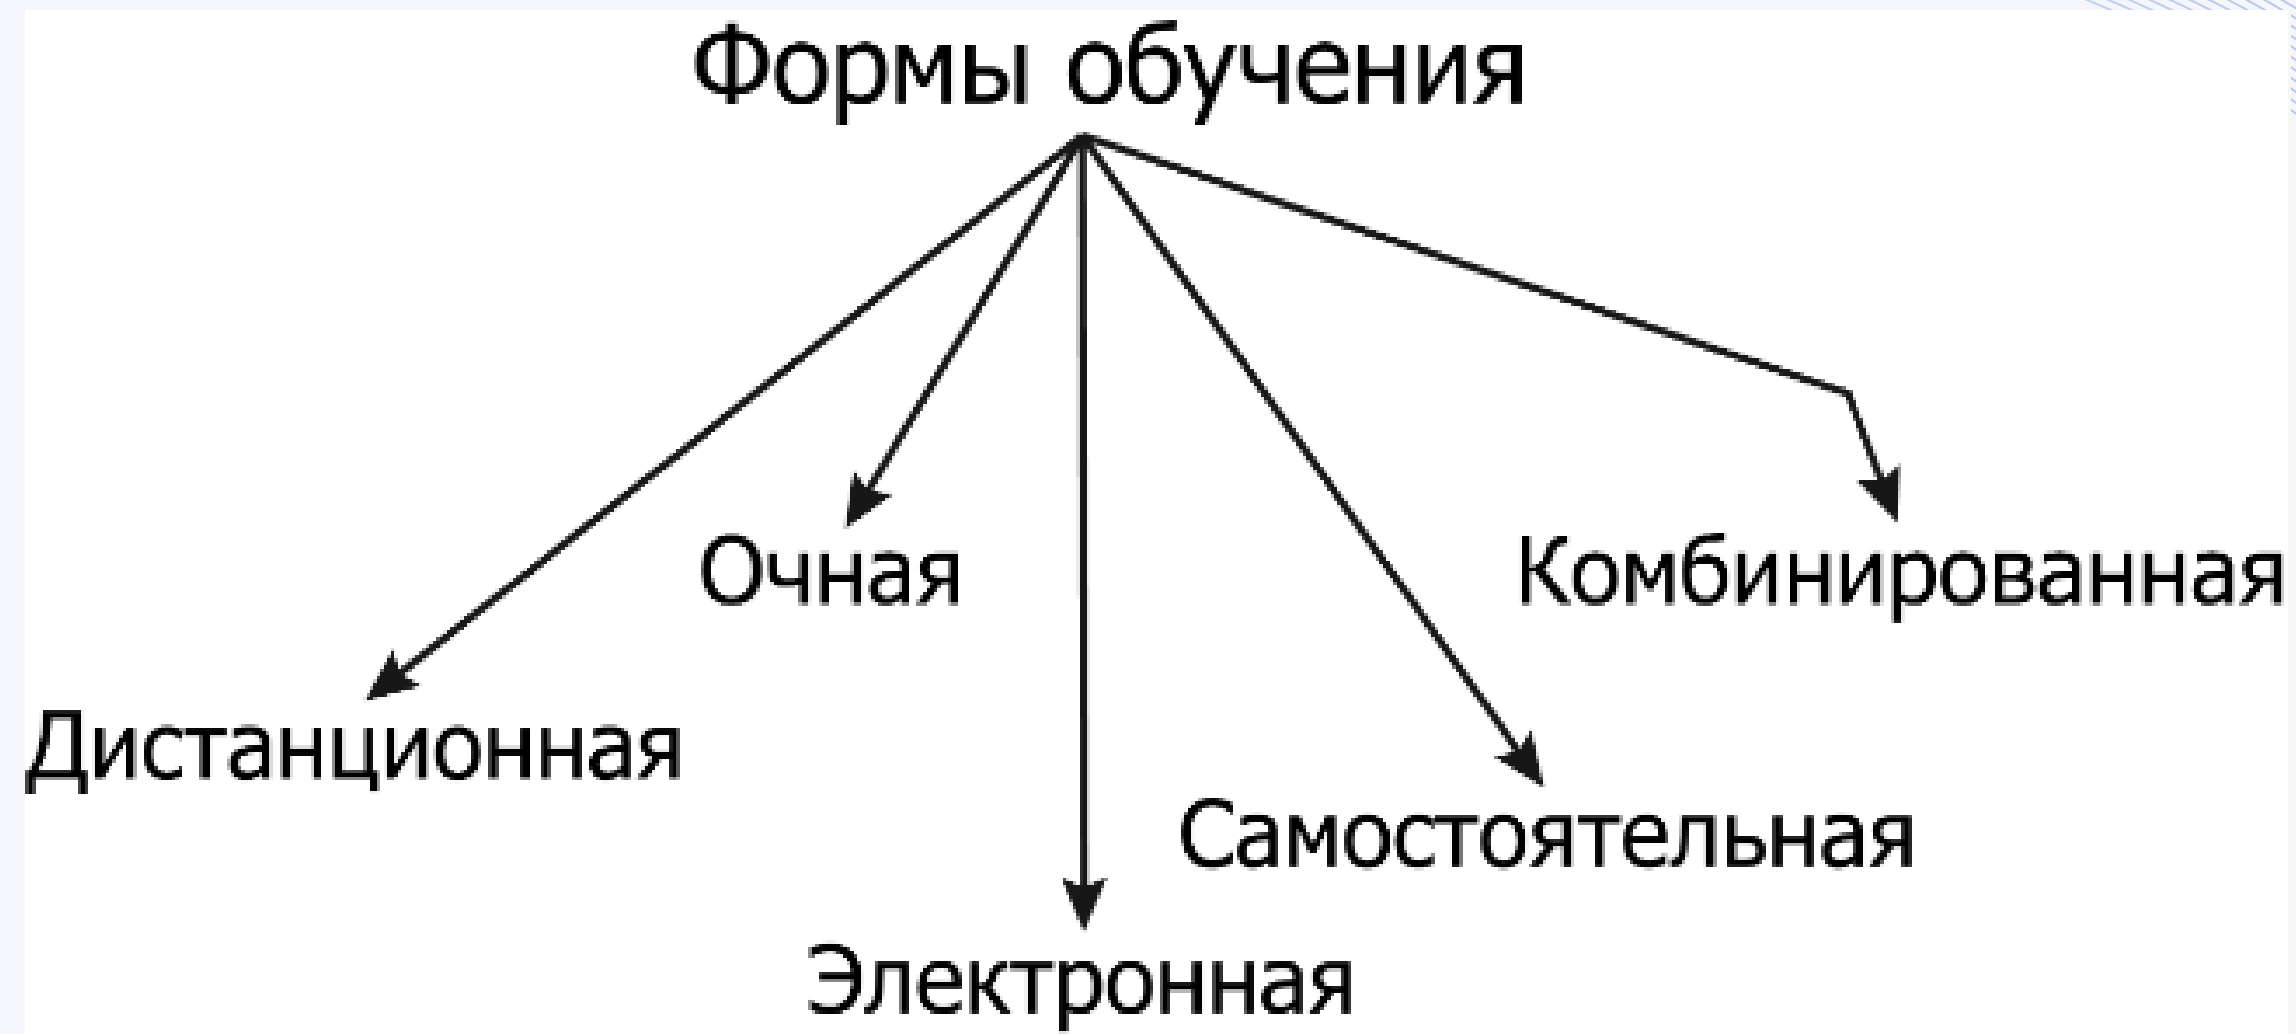 Формы обучения
Очная
Комбинированная
Дистанционная
Самостоятельная
Электронная